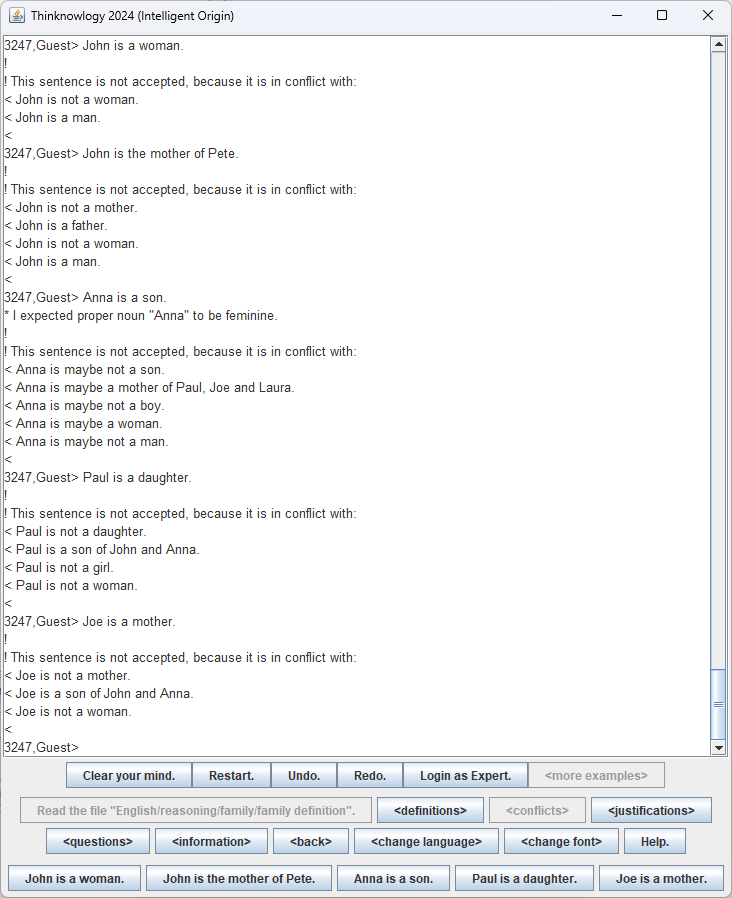 Thinknowlogy 2024 (Intelligent Origin)
3247,Guest> John is a woman.
!
! This sentence is not accepted, because it is in conflict with:
< John is not a woman.
< John is a man.
<
3247,Guest> John is the mother of Pete.
!
! This sentence is not accepted, because it is in conflict with:
< John is not a mother.
< John is a father.
< John is not a woman.
< John is a man.
<
3247,Guest> Anna is a son.
* I expected proper noun "Anna" to be feminine.
!
! This sentence is not accepted, because it is in conflict with:
< Anna is maybe not a son.
< Anna is maybe a mother of Paul, Joe and Laura.
< Anna is maybe not a boy.
< Anna is maybe a woman.
< Anna is maybe not a man.
<
3247,Guest> Paul is a daughter.
!
! This sentence is not accepted, because it is in conflict with:
< Paul is not a daughter.
< Paul is a son of John and Anna.
< Paul is not a girl.
< Paul is not a woman.
<
3247,Guest> Joe is a mother.
!
! This sentence is not accepted, because it is in conflict with:
< Joe is not a mother.
< Joe is a son of John and Anna.
< Joe is not a woman.
<
3247,Guest>
Clear your mind. Restart. Undo. Redo. Login as Expert. <more examples>
Read the file "English/reasoning/family/family definition". <definitions> <conflicts> <justifications>
<questions> <information> <back> <change language> <change font> Help.
John is a woman. John is the mother of Pete. Anna is a son. Paul is a daughter. Joe is a mother.